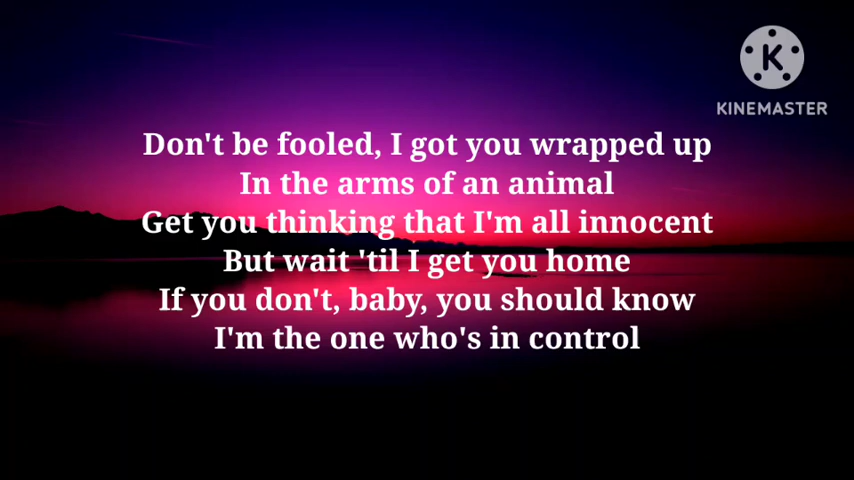 KINEMASTER
Don't be fooled, I got you wrapped up
In the arms of an animal
Get you thinking that I'm all innocent
But wait 'til I get you home
If you don't, baby, you should know
I'm the one who's in control